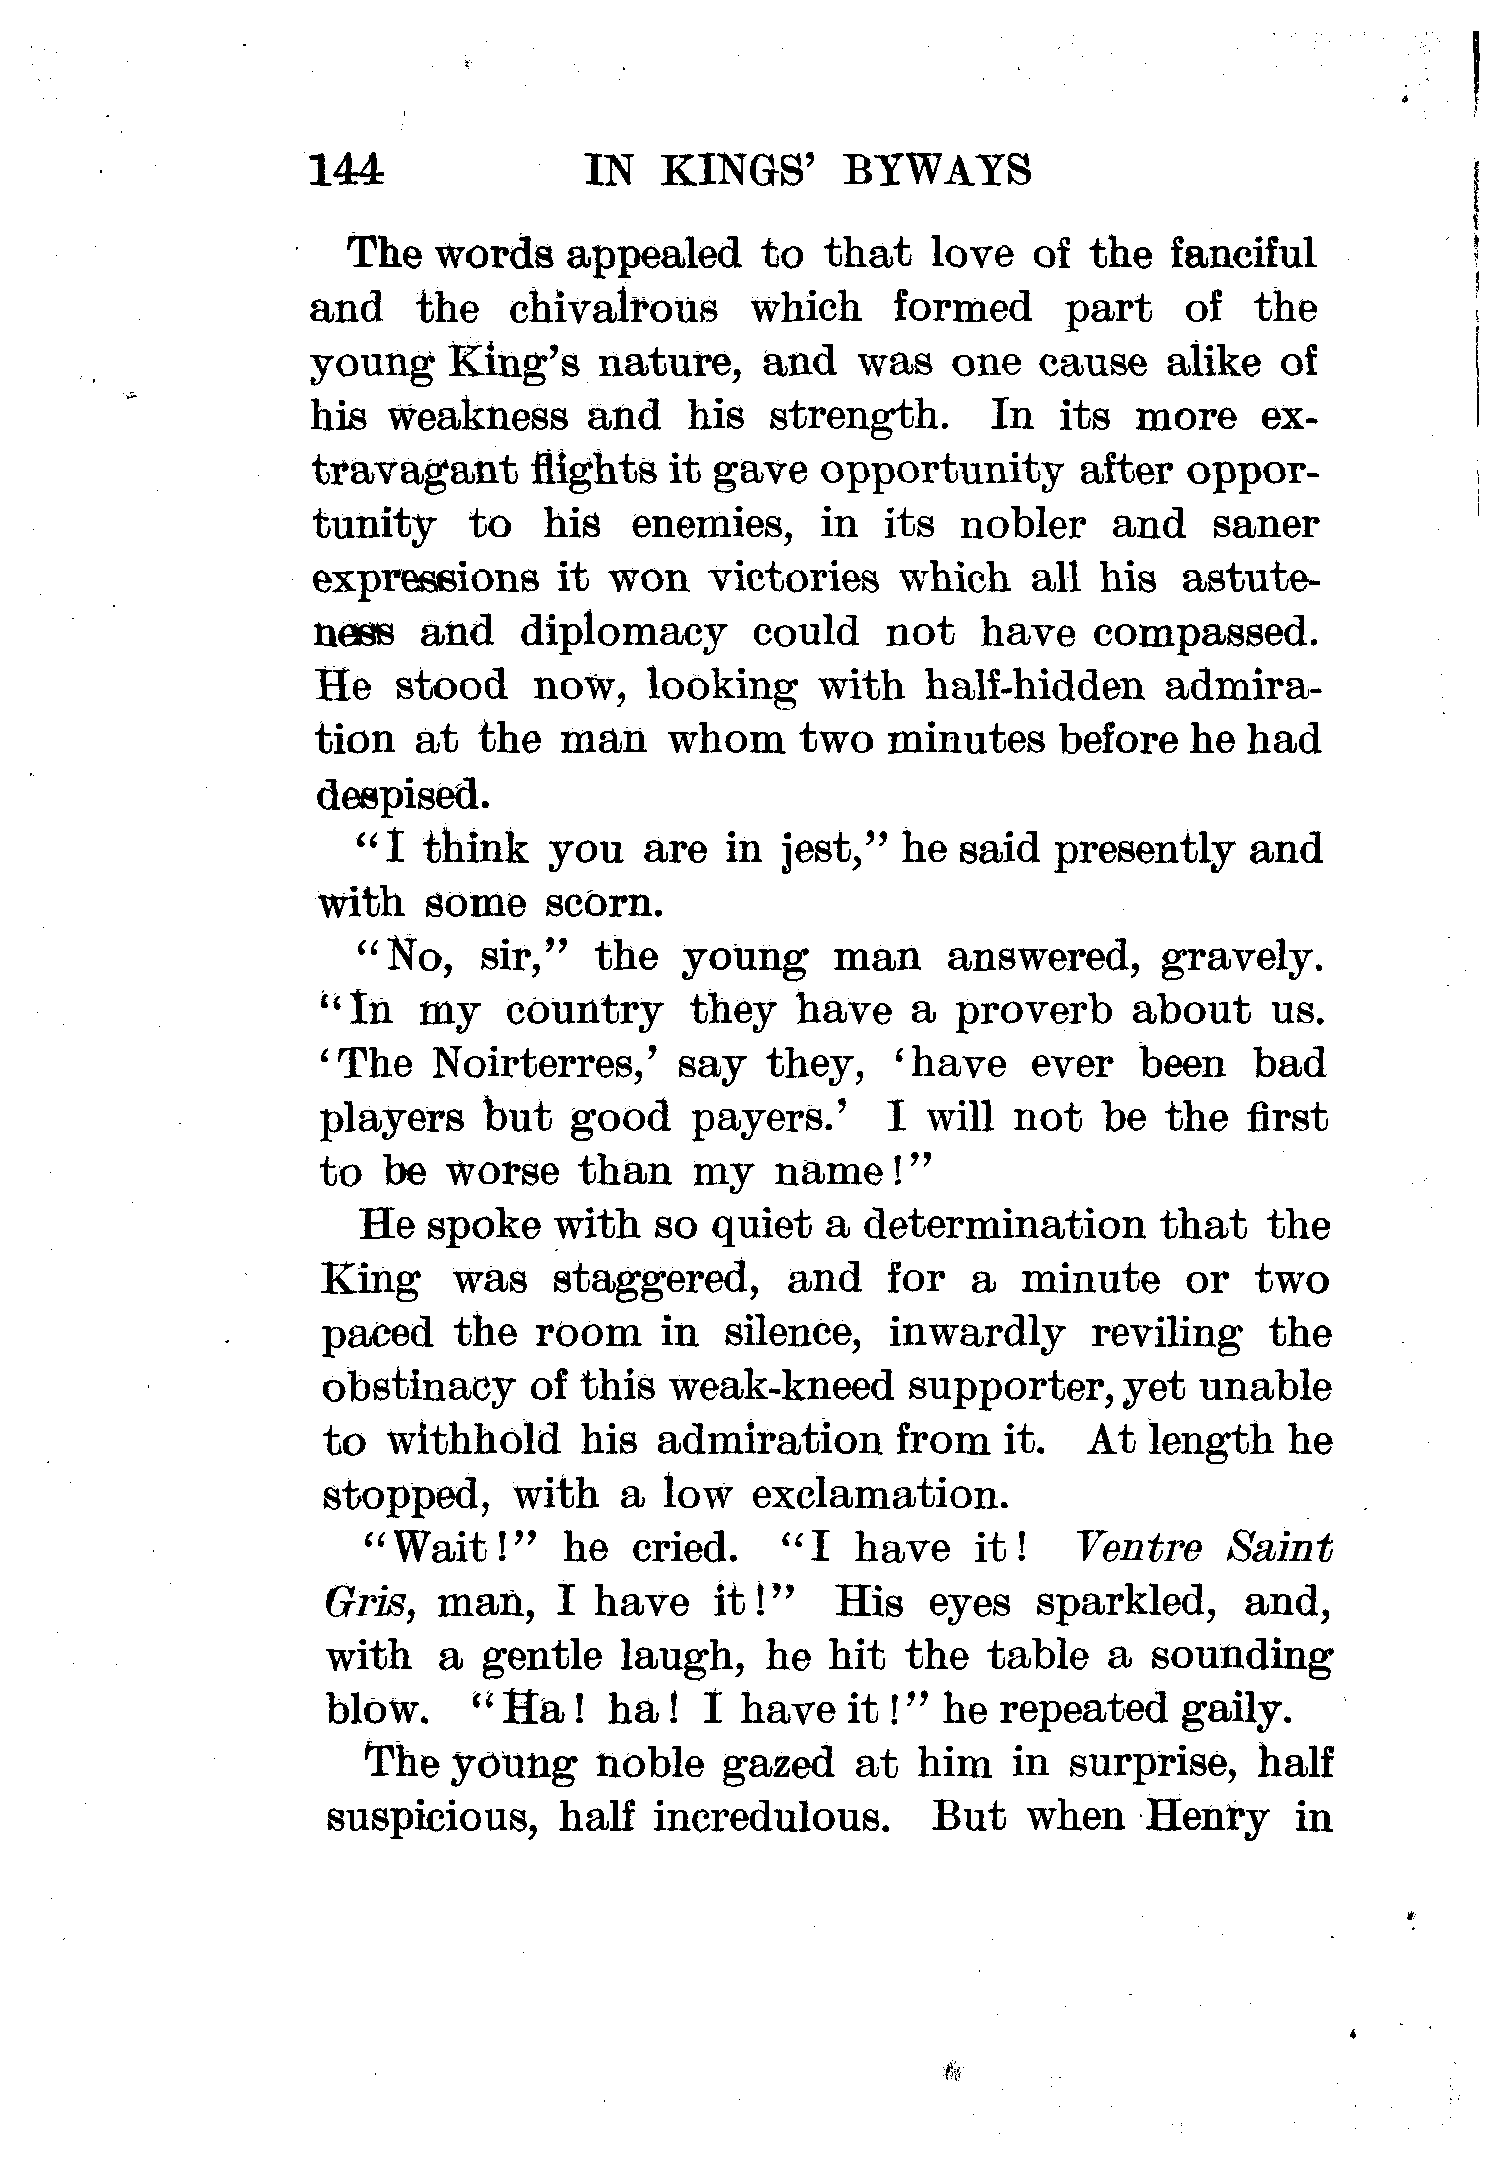 144 IN KINGS' BYWAYS
The words appealed to that love of the fanciful
and the chivalrous which formed part of the
young King's nature, and was one cause alike of
his weakness and his strength. In its more ex-
travagant flights it gave opportunity after oppor-
tunity to his enemies, in its nobler and saner
expressions it won victories which all his astute-
ness and diplomacy could not have compassed.
He stood now, looking with half-hidden admira-
tion at the man whom two minutes before he had
despised.
"I think you are in jest," he said presently and
with some scorn.
"No, sir," the young man answered, gravely.
"In my country they have a proverb about us.
'The Noirterres,' say they, 'have ever been bad
players but good payers.' I will not be the first
to be worse than my name!"
He spoke with so quiet a determination that the
King was staggered, and for a minute or two
paced the room in silence, inwardly reviling the
obstinacy of this weak-kneed supporter, yet unable
to withhold his admiration from it. At length he
stopped, with a low exclamation.
"Wait!" he cried. "I have it! Ventre Saint
Gris, man, I have it!" His eyes sparkled, and,
with a gentle laugh, he hit the table a sounding
blow. "Ha! ha! I have it!" he repeated gaily.
The young noble gazed at him in surprise, half
suspicious, half incredulous. But when Henry in